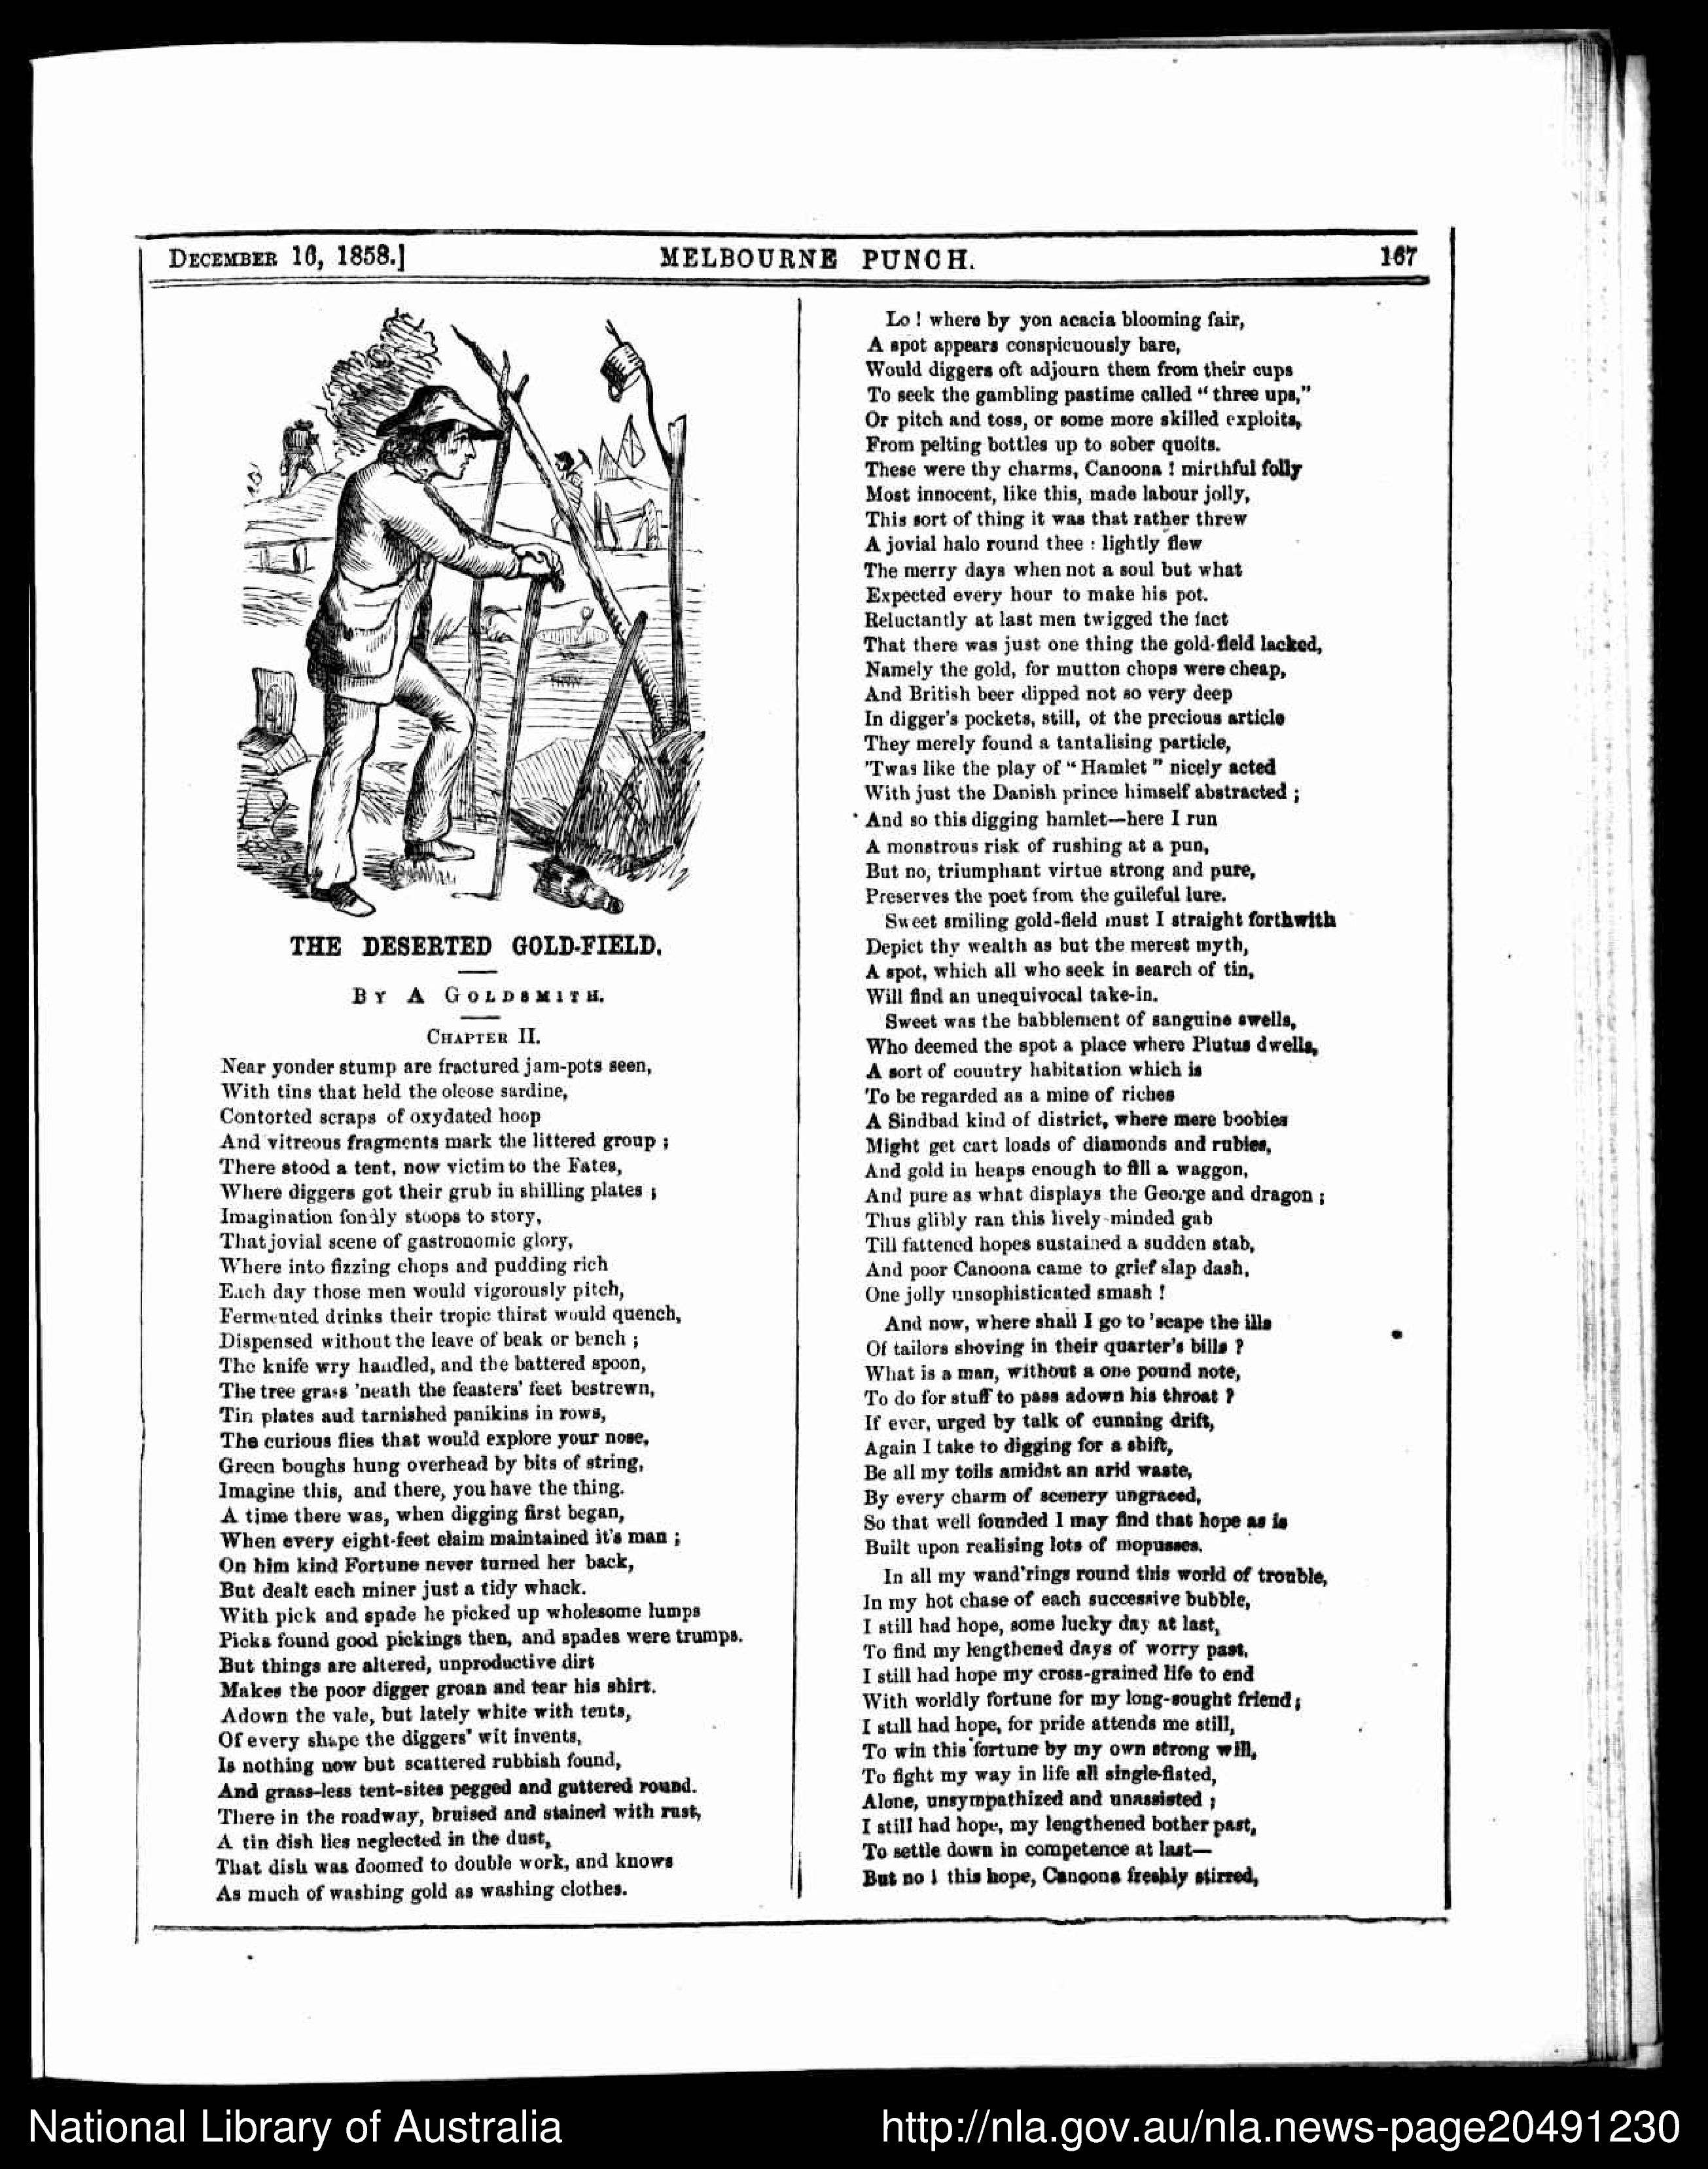 DECEMBER 16, 1858.]
MELBOURNE PUNCH.
167
THE DESERTED GOLD-FIELD.
BY A GOLDSMITH.
CHAPTER II.
Near yonder stump are fractured jam-pots seen,
With tins that held the oleose sardine,
Contorted scraps of oxydated hoop
And vitreous fragments mark the littered group ;
There stood a tent, now victim to the Fates,
Where diggers got their grub in shilling plates ;
Imagination fondly stoops to story,
That jovial scene of gastronomic glory,
Where into fizzing chops and pudding rich
Each day those men would vigorously pitch,
Fermented drinks their tropic thirst would quench,
Dispensed without the leave of beak or bench ;
The knife wry handled, and the battered spoon,
The tree grass 'neath the feasters' feet bestrewn,
Tin plates aud tarnished panikins in rows,
The curious flies that would explore your nose,
Green boughs hung overhead by bits of string,
Imagine this, and there, you have the thing.
A time there was, when digging first began,
When every eight-feet claim maintained it's man ;
On him kind Fortune never turned her back,
But dealt each miner just a tidy whack.
With pick and spade he picked up wholesome lumps
Picks found good pickings then, and spades were trumps.
But things are altered, unproductive dirt
Makes the poor digger groan and tear his shirt.
Adown the vale, but lately white with tents,
Of every shape the diggers' wit invents,
Is nothing now but scattered rubbish found,
And grass-less tent-sites pegged and guttered round.
There in the roadway, bruised and stained with rust,
A tin dish lies neglected in the dust,
That dish was doomed to double work, and knows
As much of washing gold as washing clothes.
Lo ! where by yon acacia blooming fair,
A spot appears conspicuously bare,
Would diggers oft adjourn them from their cups
To seek the gambling pastime called " three ups,"
Or pitch and toss, or some more skilled exploits,
From pelting bottles up to sober quoits.
These were thy charms, Canoona ! mirthful folly
Most innocent, like this, made labour jolly,
This sort of thing it was that rather threw
A jovial halo round thee : lightly flew
The merry days when not a soul but what
Expected every hour to make his pot.
Reluctantly at last men twigged the fact
That there was just one thing the gold-field lacked,
Namely the gold, for mutton chops were cheap,
And British beer dipped not so very deep
In digger's pockets, still, of the precious article
They merely found a tantalising particle,
'Twas like the play of " Hamlet " nicely acted
With just the Danish prince himself abstracted ;
And so this digging hamlet—here I run
A monstrous risk of rushing at a pun,
But no, triumphant virtue strong and pure,
Preserves the poet from the guileful lure.
Sweet smiling gold-field must I straight forthwith
Depict thy wealth as but the merest myth,
A spot, which all who seek in search of tin,
Will find an unequivocal take-in.
Sweet was the babblement of sanguine swells,
Who deemed the spot a place where Plutus dwells,
A sort of country habitation which is
To be regarded as a mine of riches
A Sindbad kind of district, where mere boobies
Might get cart loads of diamonds and rubies,
And gold in heaps enough to fill a waggon,
And pure as what displays the George and dragon ;
Thus glibly ran this lively-minded gab
Till fattened hopes sustained a sudden stab,
And poor Canoona came to grief slap dash,
One jolly unsophisticated smash !
And now, where shall I go to 'scape the ills
Of tailors shoving in their quarter's bills ?
What is a man, without a one pound note,
To do for stuff to pass adown his throat ?
If ever, urged by talk of cunning drift,
Again I take to digging for a shift,
Be all my toils amidst an arid waste,
By every charm of scenery ungraced,
So that well founded I may find that hope as is
Built upon realising lots of mopusses.
In all my wand'rings round this world of trouble,
In my hot chase of each successive bubble,
I still had hope, some lucky day at last,
To find my lengthened days of worry past,
I still had hope my cross-grained life to end
With worldly fortune for my long-sought friend ;
I still had hope, for pride attends me still,
To win this fortune by my own strong will,
To fight my way in life all single-fisted,
Alone, unsympathized and unassisted ;
I still had hope, my lengthened bother past,
To settle down in competence at last—
But no ! this hope, Canoona freshly stirred,
National Library of Australia
http://nla.gov.au/nla.news-page20491230